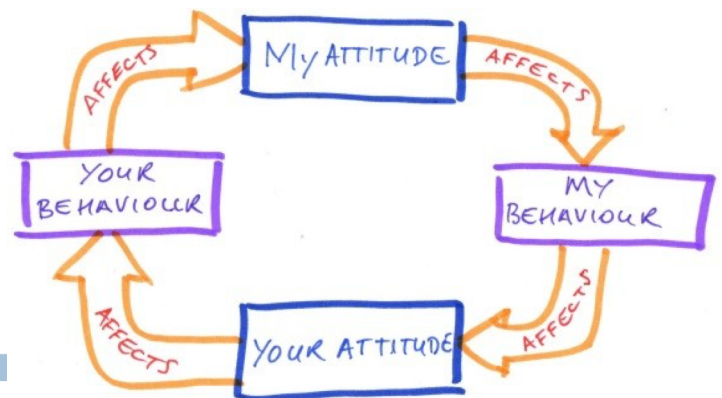 My ATTITUDE
AFFECTS
MY
BEHAVIOUR
AFFECTS
YOUR ATTITUDE
AFFECTS
YOUR
BEHAVIOUR
AFFECTS